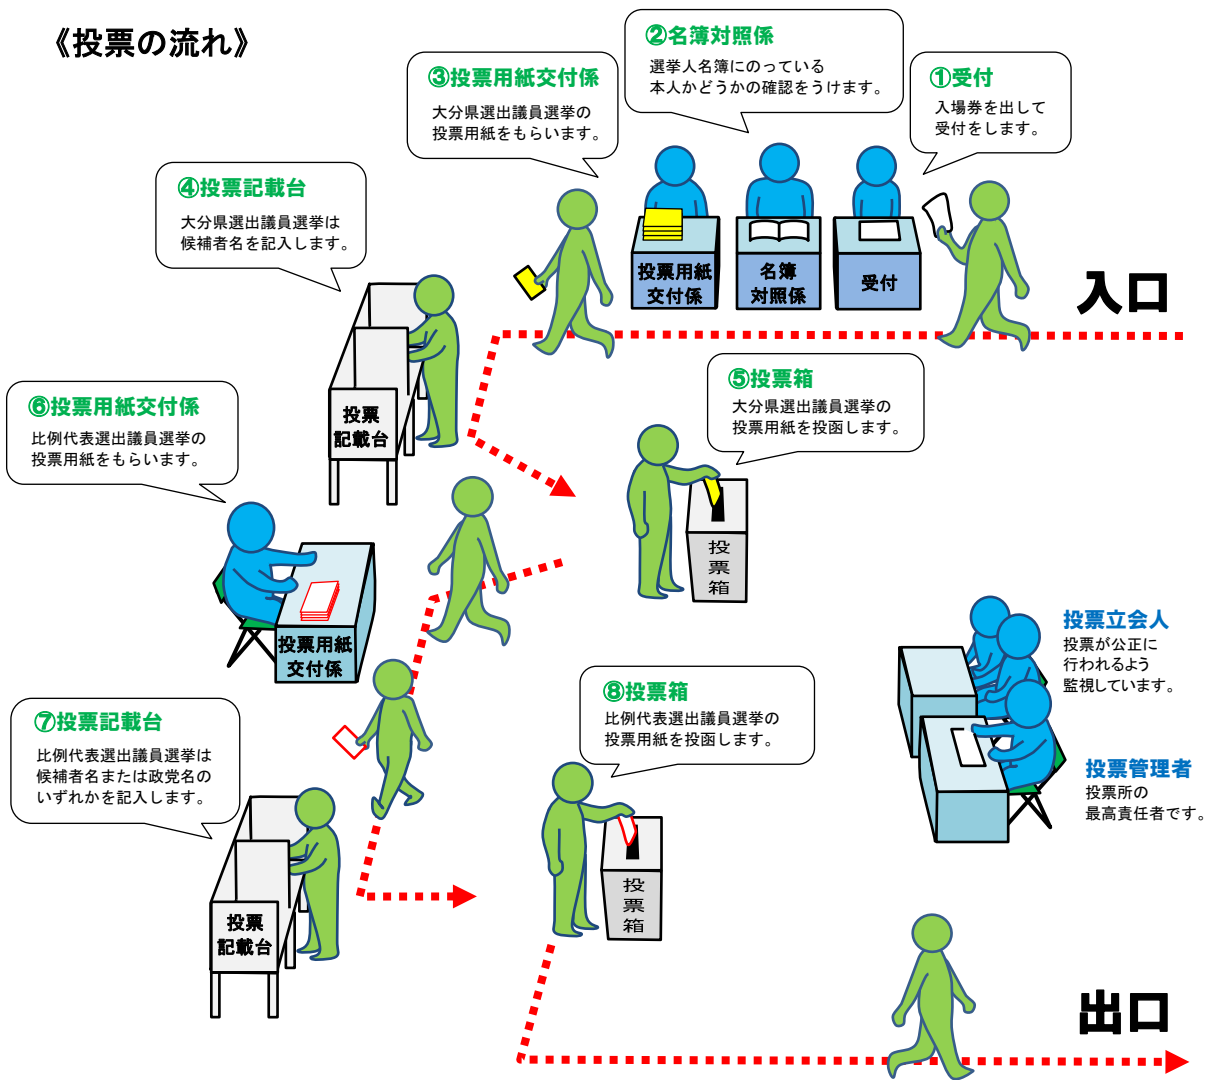 《投票の流れ》
①受付
入場券を出して
受付をします。
②名簿対照係
選挙人名簿にのっている
本人かどうかの確認をうけます。
③投票用紙交付係
大分県選出議員選挙の
投票用紙をもらいます。
④投票記載台
大分県選出議員選挙は
候補者名を記入します。
投票用紙
交付係
名簿
対照係
受付
入口
投票
記載台
⑤投票箱
大分県選出議員選挙の
投票用紙を投函します。
投
票
箱
⑥投票用紙交付係
比例代表選出議員選挙の
投票用紙をもらいます。
投票用紙
交付係
⑦投票記載台
比例代表選出議員選挙は
候補者名または政党名の
いずれかを記入します。
投票
記載台
⑧投票箱
比例代表選出議員選挙の
投票用紙を投函します。
投
票
箱
投票立会人
投票が公正に
行われるよう
監視しています。
投票管理者
投票所の
最高責任者です。
出口